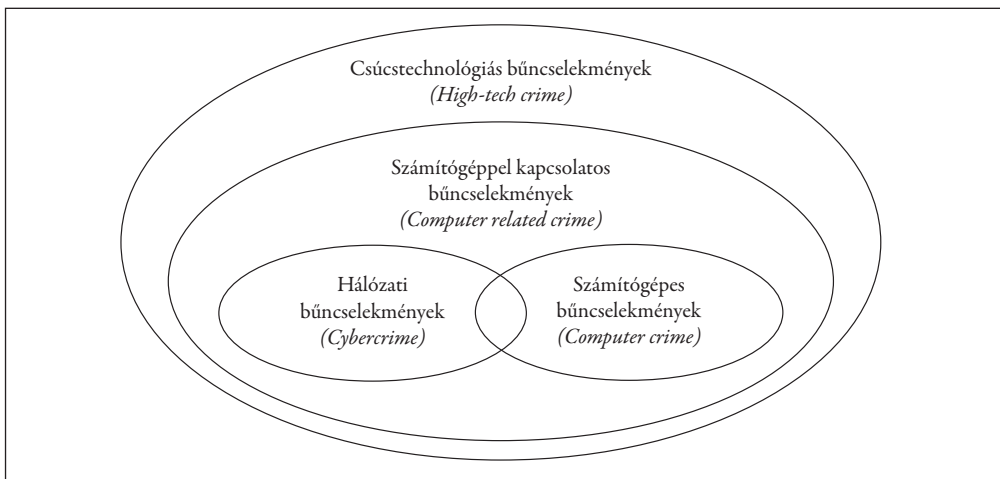 Csúcstechnológiás bűncselekmények
(High-tech crime)
Számítógéppel kapcsolatos
bűncselekmények
(Computer related crime)
Hálózati
bűncselekmények
(Cybercrime)
Számítógépes
bűncselekmények
(Computer crime)